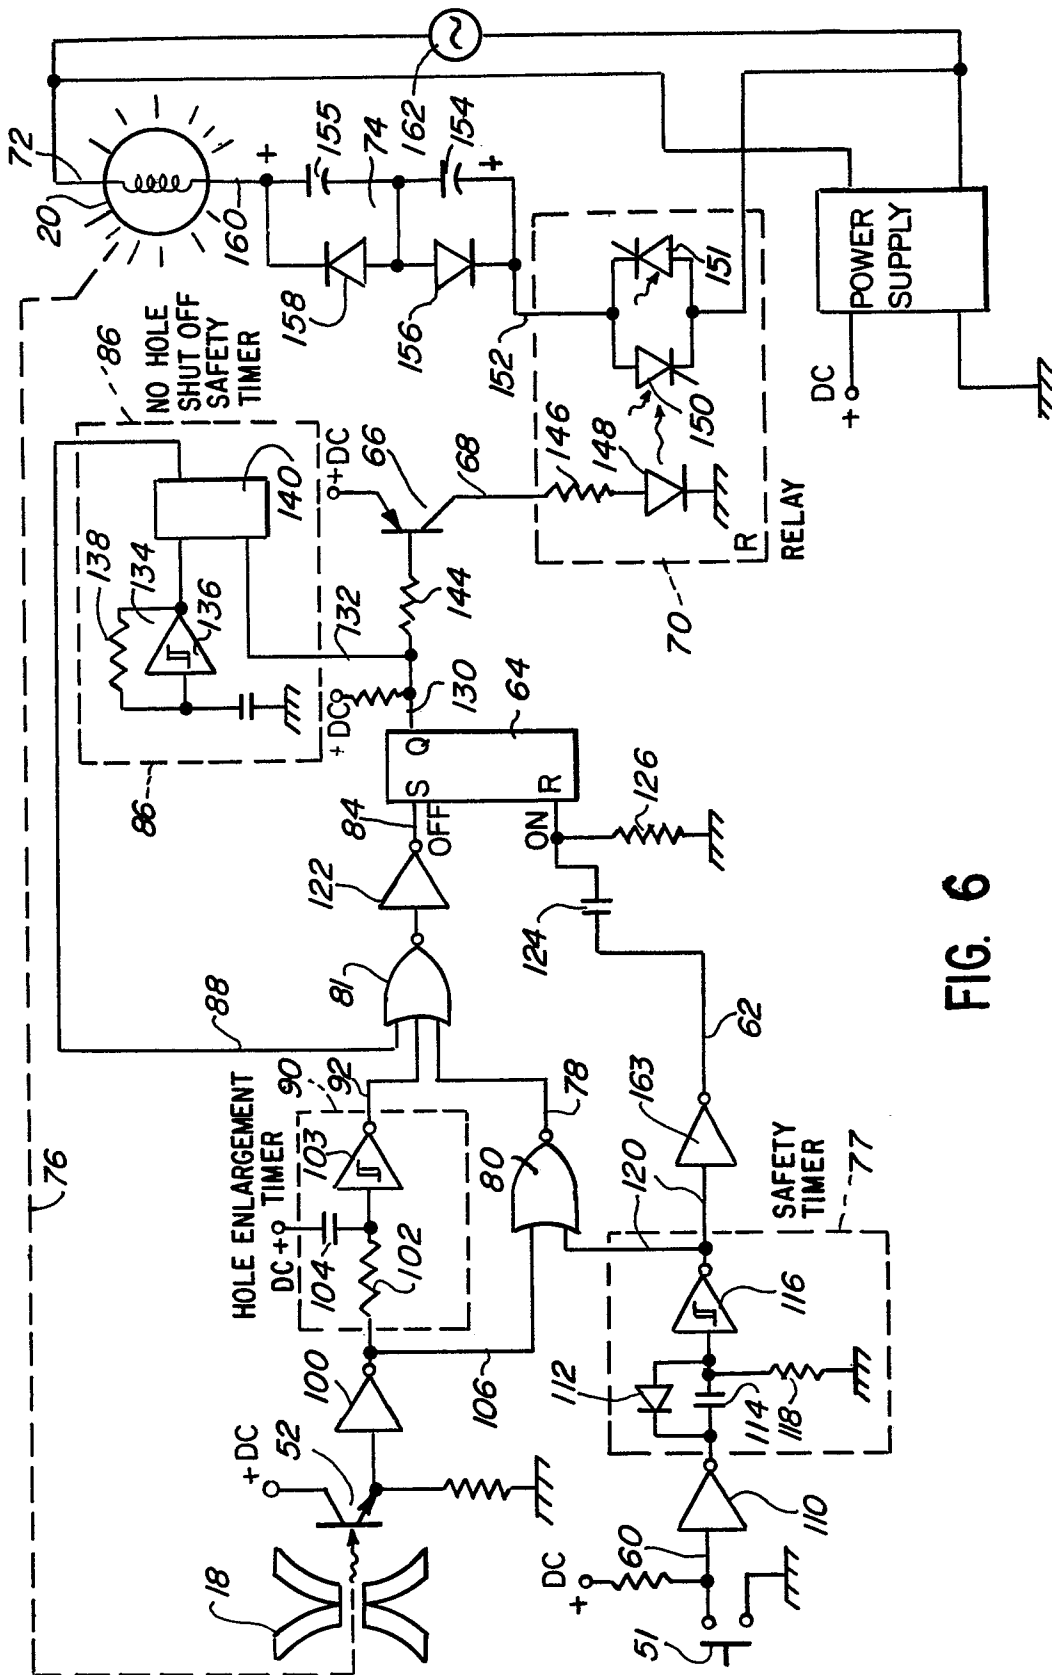 76
72
20
160
+
155
74
162
154
+
158
156
152
86
NO HOLE
SHUT OFF
SAFETY
TIMER
138
134
136
140
86
+DC
66
68
132
144
+DC
130
64
S Q
R
84
OFF
ON
126
122
81
88
124
62
146
148
150
151
R
RELAY
70
POWER
SUPPLY
DC
+
HOLE ENLARGEMENT
TIMER
90
92
103
DC+
104
102
100
106
78
80
120
163
SAFETY
TIMER
77
116
112
114
118
110
60
DC
+
51
+DC
52
18
FIG. 6